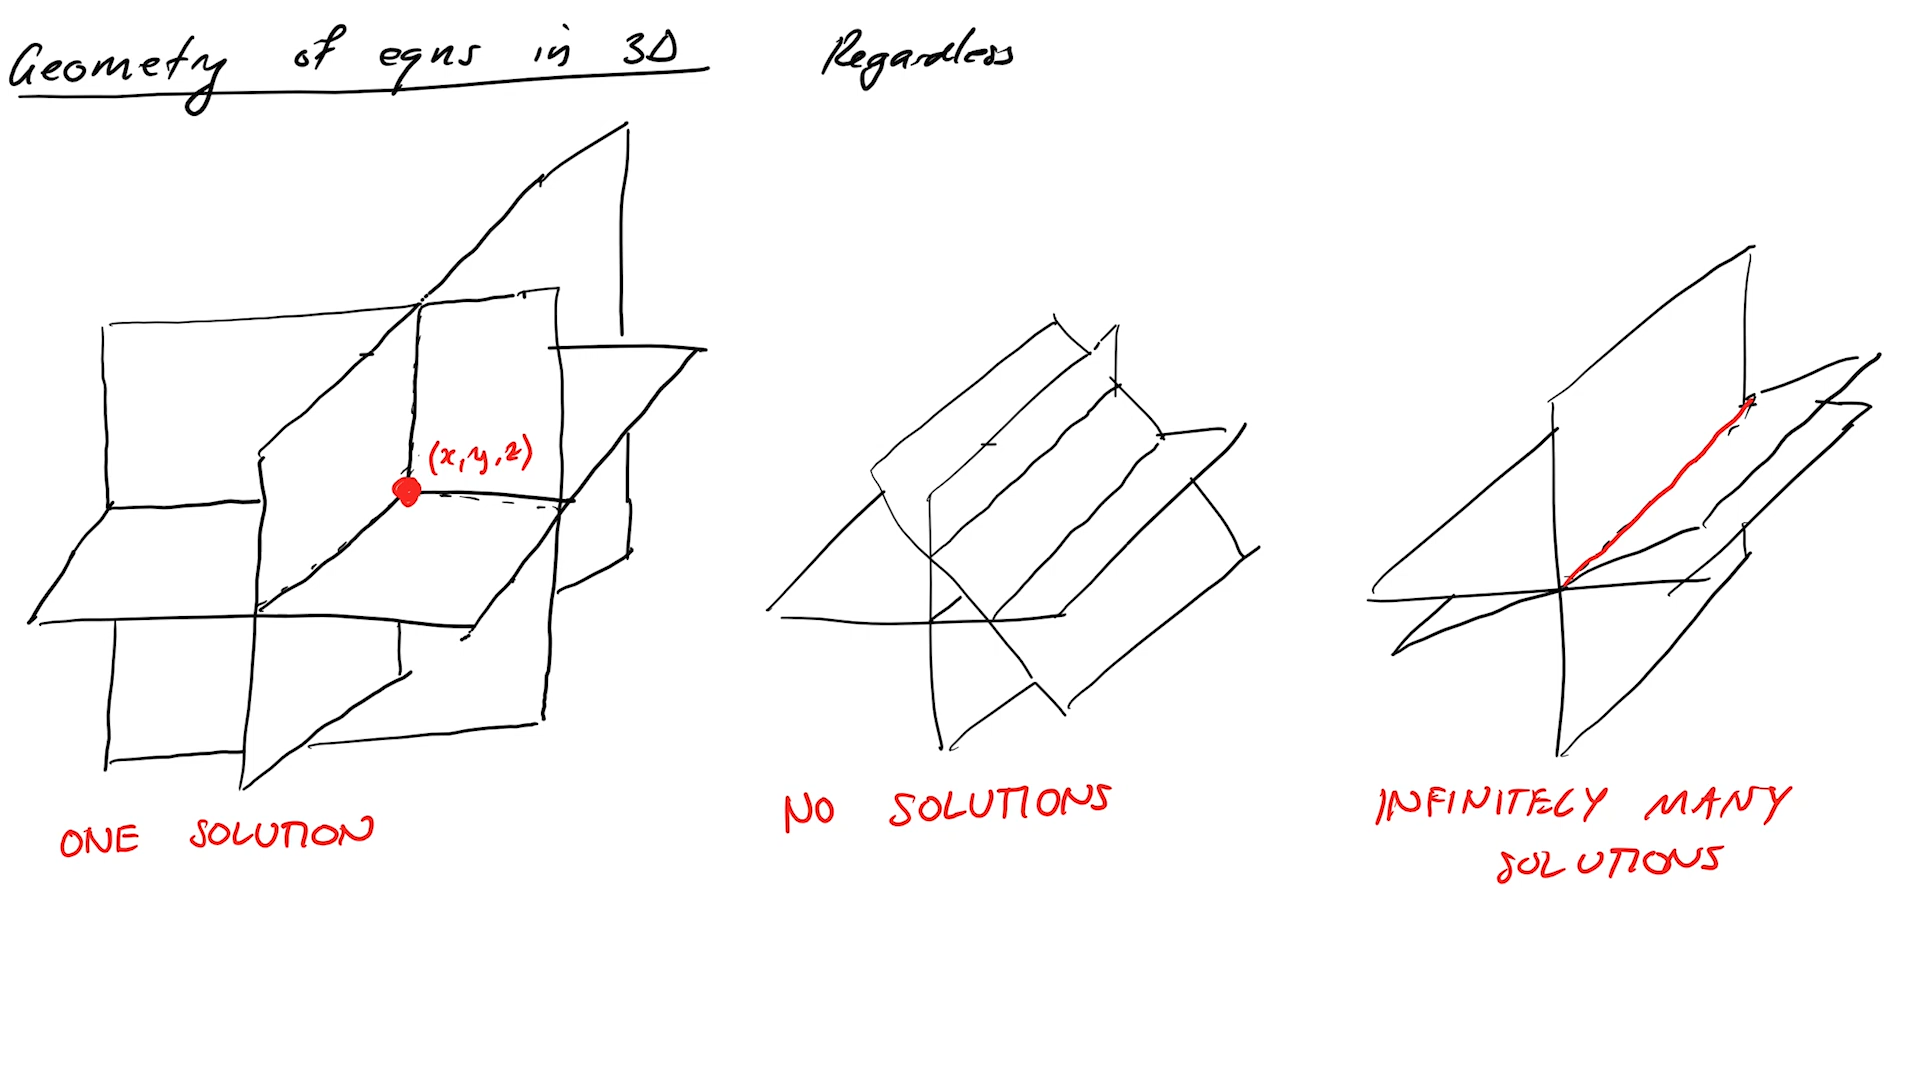 Geometry of eqns in 3D
Regardless
(x,y,z)
ONE SOLUTION
NO SOLUTIONS
INFINITELY MANY
SOLUTIONS